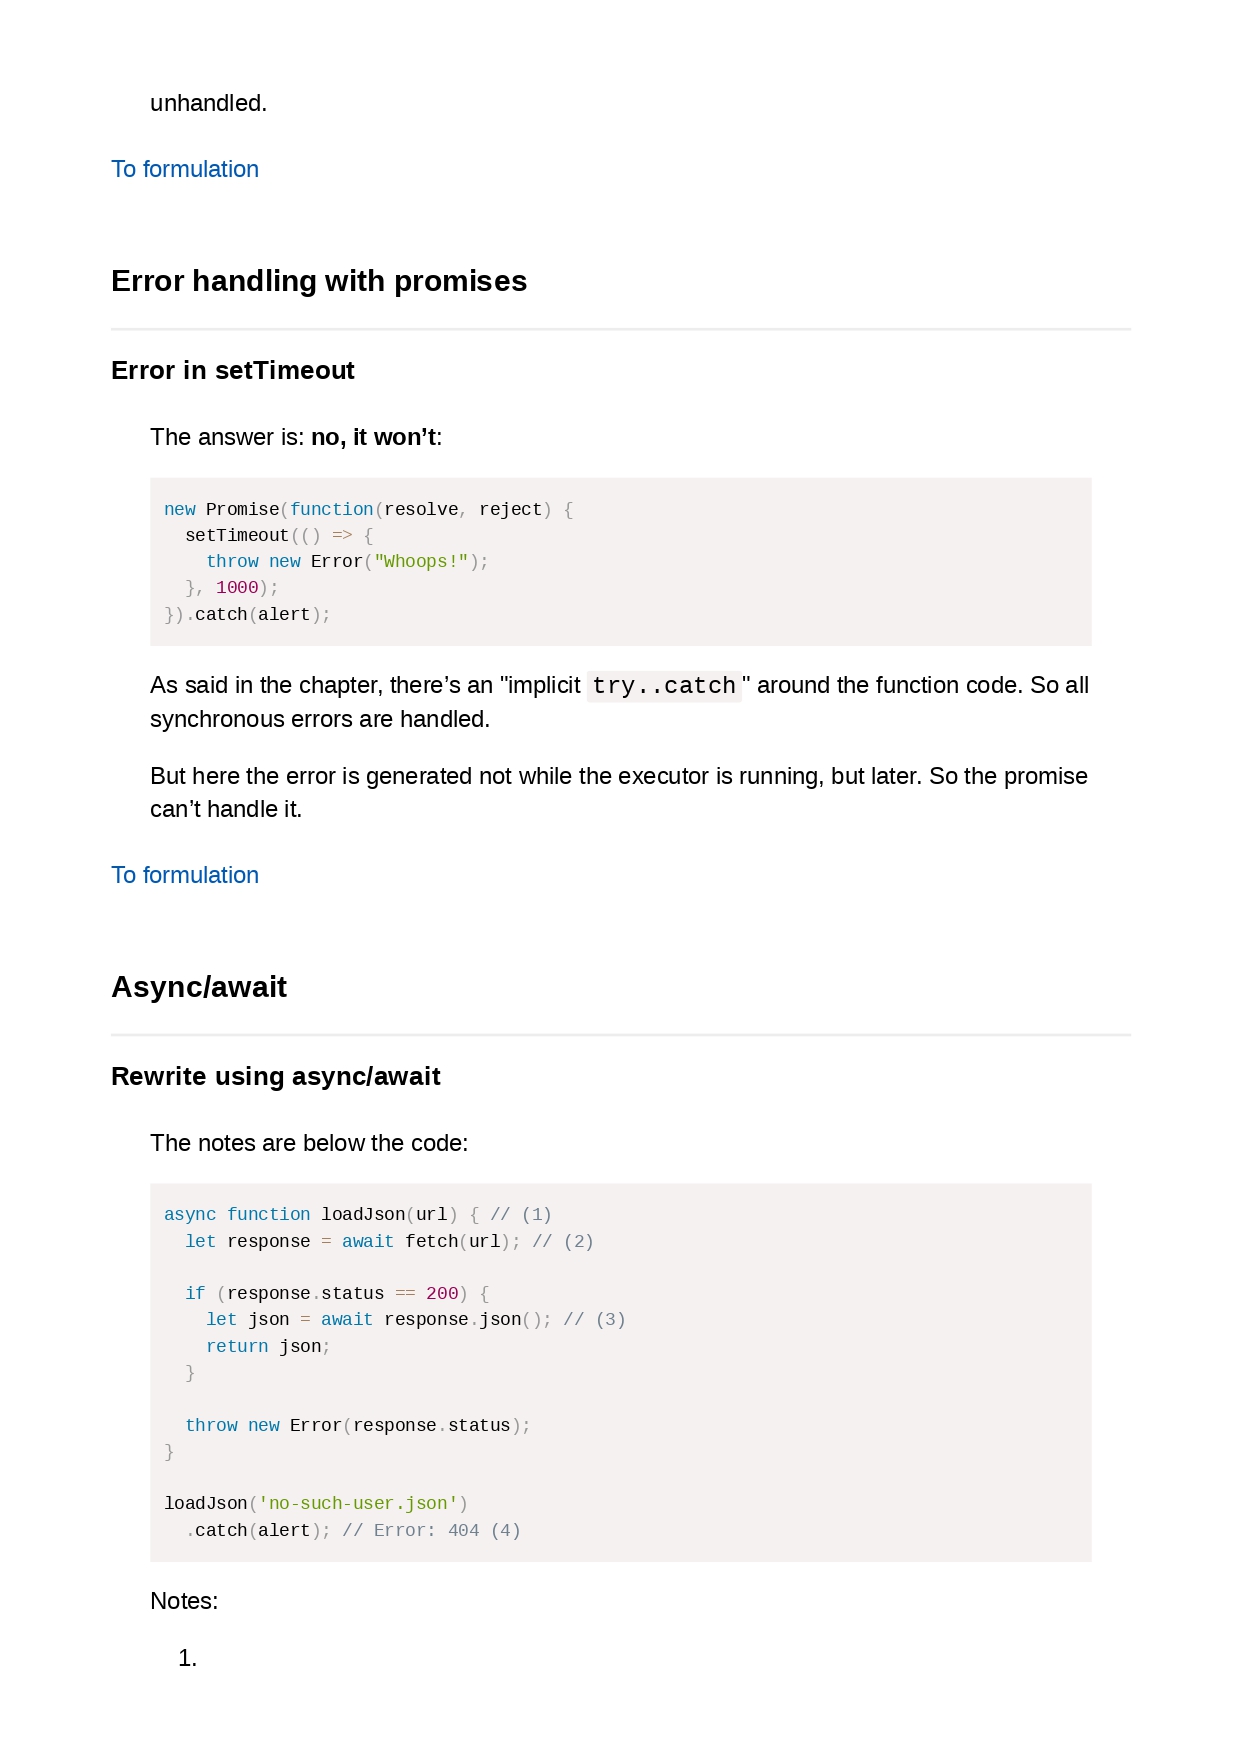 unhandled.
To formulation
Error handling with promises
Error in setTimeout
The answer is: no, it won’t:
new Promise(function(resolve, reject) {
  setTimeout(() => {
    throw new Error("Whoops!");
  }, 1000);
}).catch(alert);
As said in the chapter, there’s an "implicit try..catch " around the function code. So all
synchronous errors are handled.
But here the error is generated not while the executor is running, but later. So the promise
can’t handle it.
To formulation
Async/await
Rewrite using async/await
The notes are below the code:
async function loadJson(url) { // (1)
  let response = await fetch(url); // (2)
  if (response.status == 200) {
    let json = await response.json(); // (3)
    return json;
  }
  throw new Error(response.status);
}
loadJson('no-such-user.json')
  .catch(alert); // Error: 404 (4)
Notes:
1.